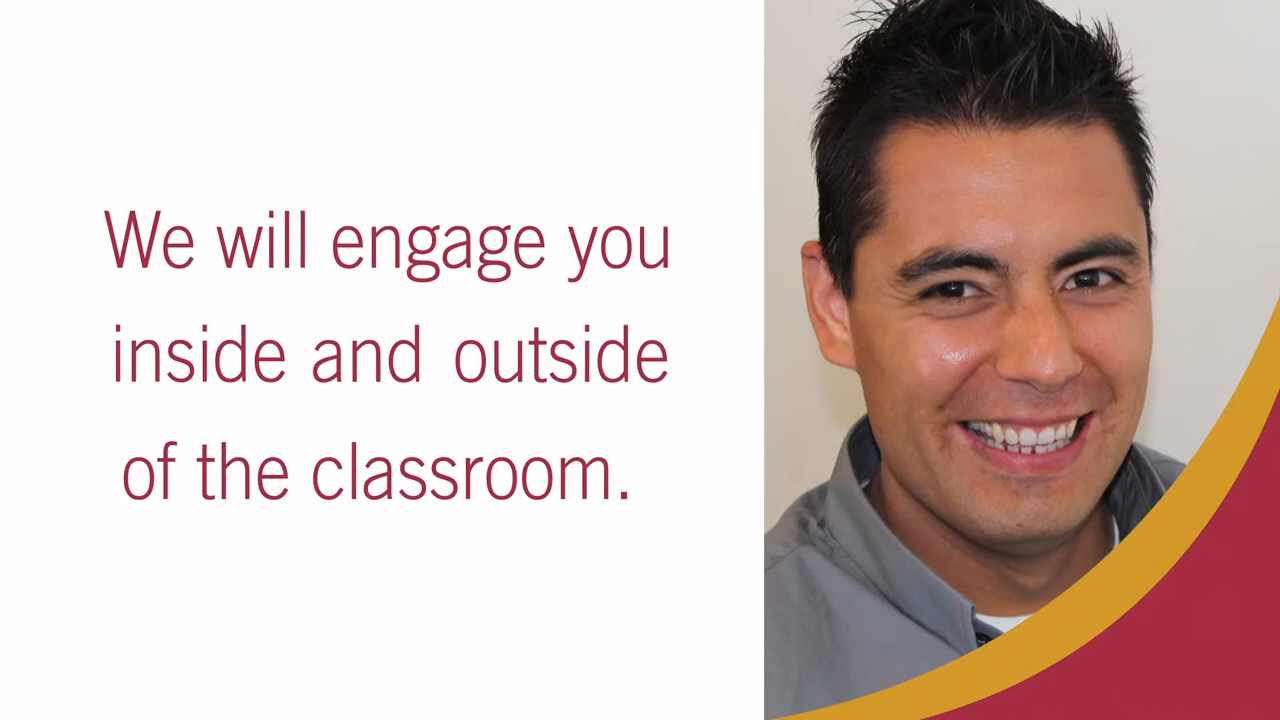 We will engage you
inside and outside
of the classroom.